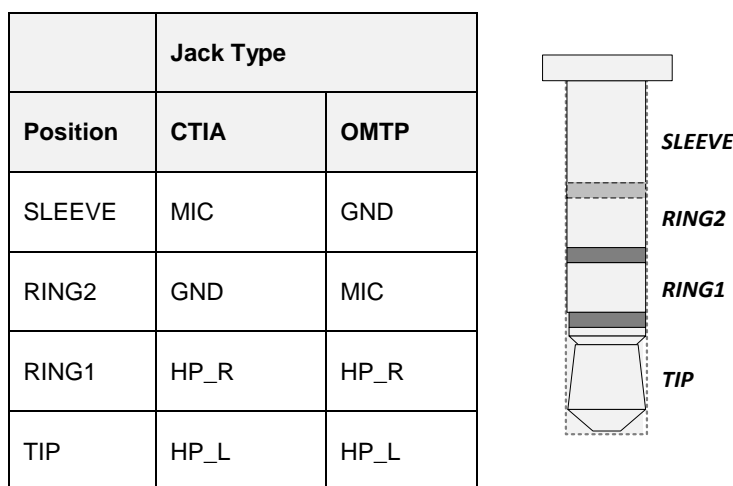 Jack Type
Position CTIA OMTP
SLEEVE MIC GND
RING2 GND MIC
RING1 HP_R HP_R
TIP HP_L HP_L
SLEEVE
RING2
RING1
TIP